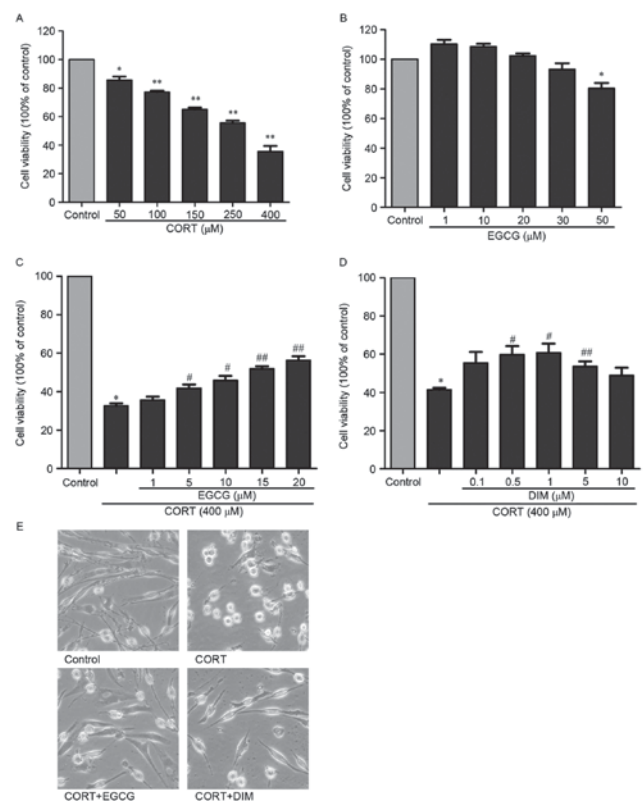 A
Cell viability (100% of control)
120
100
80
60
40
20
0
*
**
**
**
**
Control
50 100 150 250 400
CORT (μM)
B
Cell viability (100% of control)
120
100
80
60
40
20
0
*
Control
1 10 20 30 50
EGCG (μM)
C
Cell viability (100% of control)
100
80
60
40
20
0
*
#
#
##
##
Control
1 5 10 15 20
EGCG (μM)
CORT (400 μM)
D
Cell viability (100% of control)
100
80
60
40
20
0
*
#
#
##
Control
0.1 0.5 1 5 10
DIM (μM)
CORT (400 μM)
E
Control
CORT
CORT+EGCG
CORT+DIM